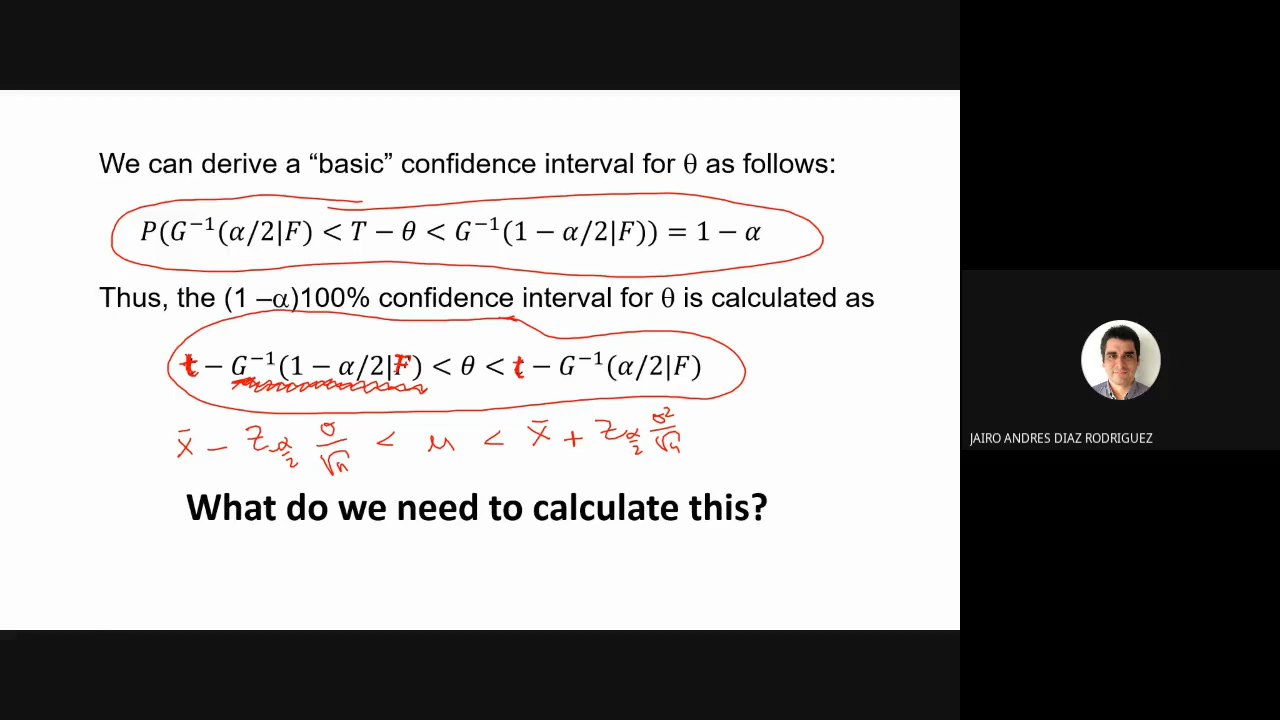 We can derive a “basic” confidence interval for θ as follows:
P(G⁻¹(α/2|F) < T − θ < G⁻¹(1 − α/2|F)) = 1 − α
Thus, the (1 –α)100% confidence interval for θ is calculated as
t − G⁻¹(1 − α/2|F) < θ < t − G⁻¹(α/2|F)
x̄ − z_{α/2} σ/√n < μ < x̄ + z_{α/2} σ²/√n
What do we need to calculate this?
JAIRO ANDRES DIAZ RODRIGUEZ